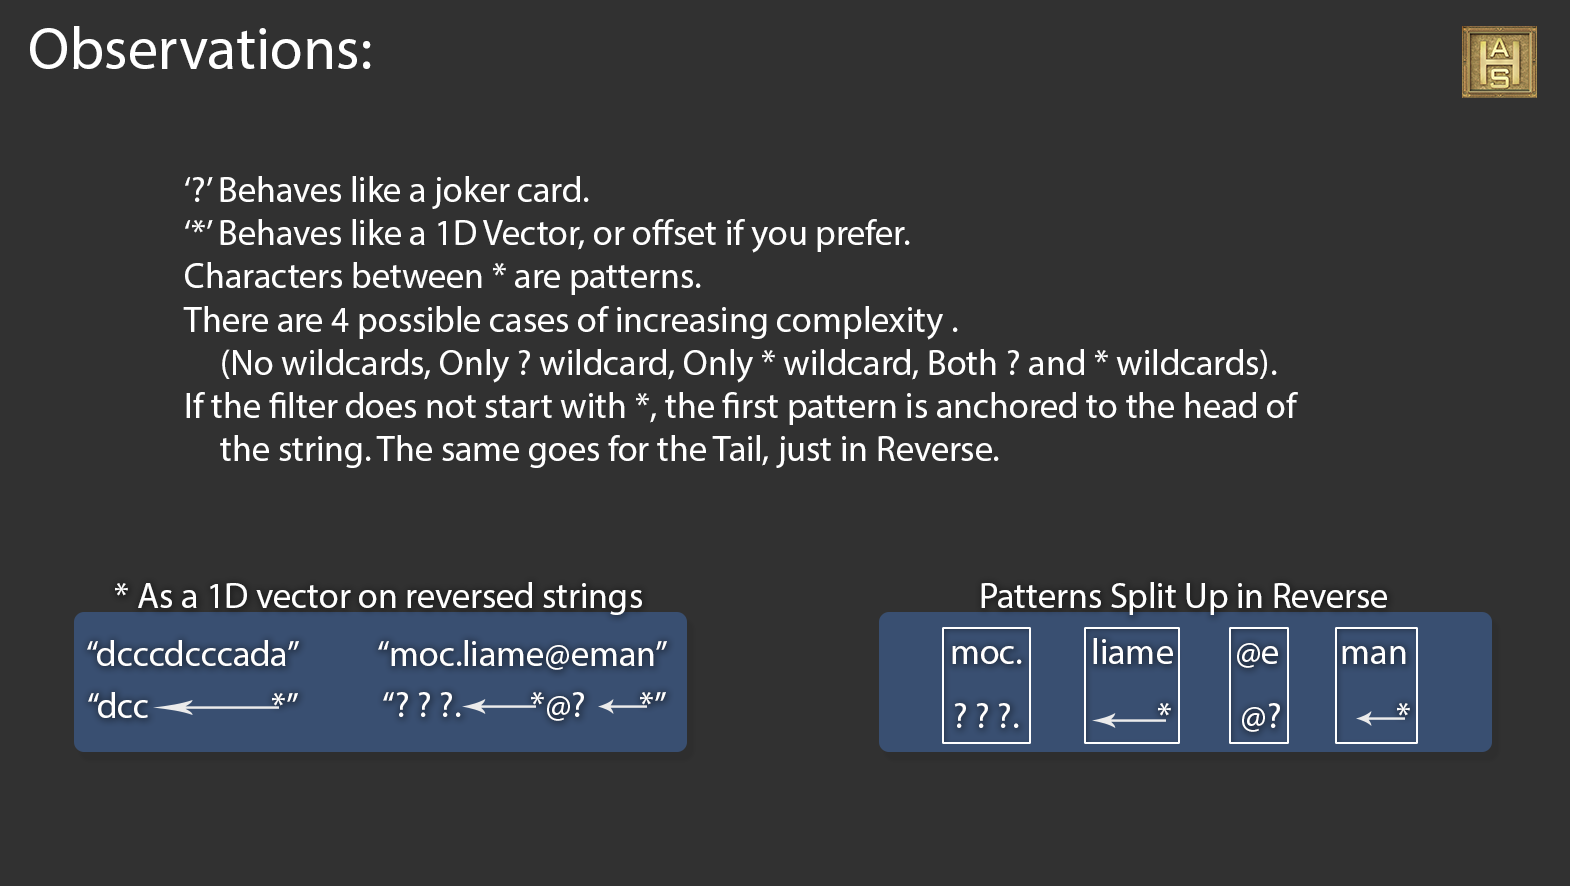 Observations:
A
H
S
‘?’ Behaves like a joker card.
‘*’ Behaves like a 1D Vector, or offset if you prefer.
Characters between * are patterns.
There are 4 possible cases of increasing complexity .
(No wildcards, Only ? wildcard, Only * wildcard, Both ? and * wildcards).
If the filter does not start with *, the first pattern is anchored to the head of
the string. The same goes for the Tail, just in Reverse.
* As a 1D vector on reversed strings
“dcccdcccada” “moc.liame@eman”
“dcc *” “? ? ?. *@? *”
Patterns Split Up in Reverse
moc. liame @e man
? ? ?. * @? *